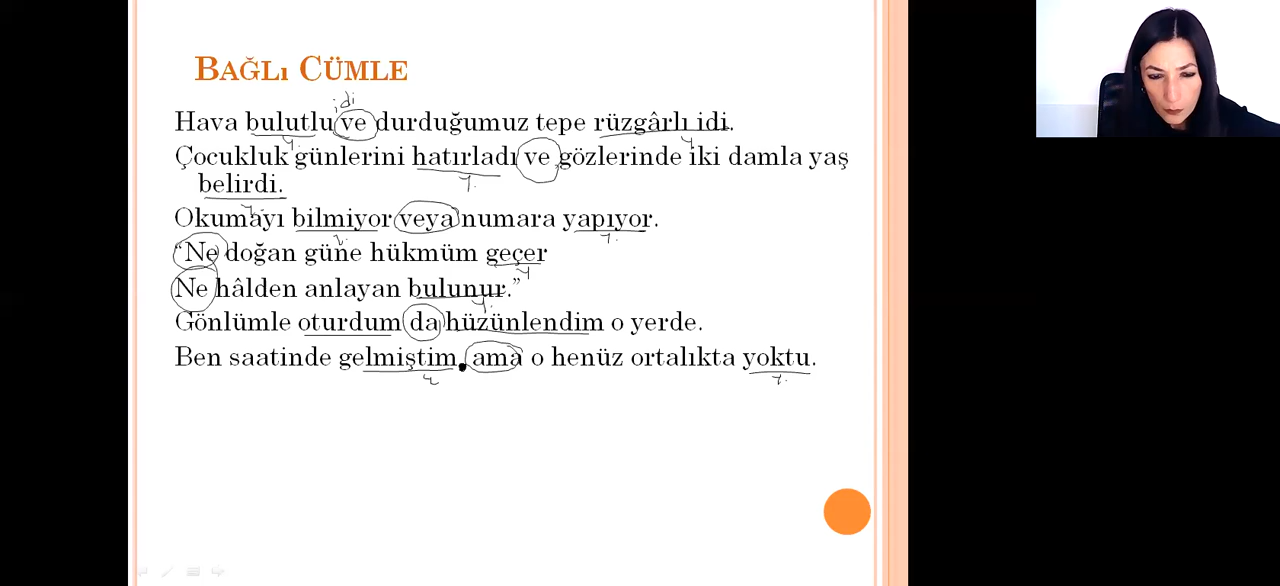 BAĞLI CÜMLE
idi
Hava bulutlu ve durduğumuz tepe rüzgârlı idi.
y.
y
Çocukluk günlerini hatırladı ve gözlerinde iki damla yaş
y.
belirdi.
y.
Okumayı bilmiyor veya numara yapıyor.
y.
y.
"Ne doğan güne hükmüm geçer
y
Ne hâlden anlayan bulunur."
y.
Gönlümle oturdum da hüzünlendim o yerde.
Ben saatinde gelmiştim, ama o henüz ortalıkta yoktu.
y
y.